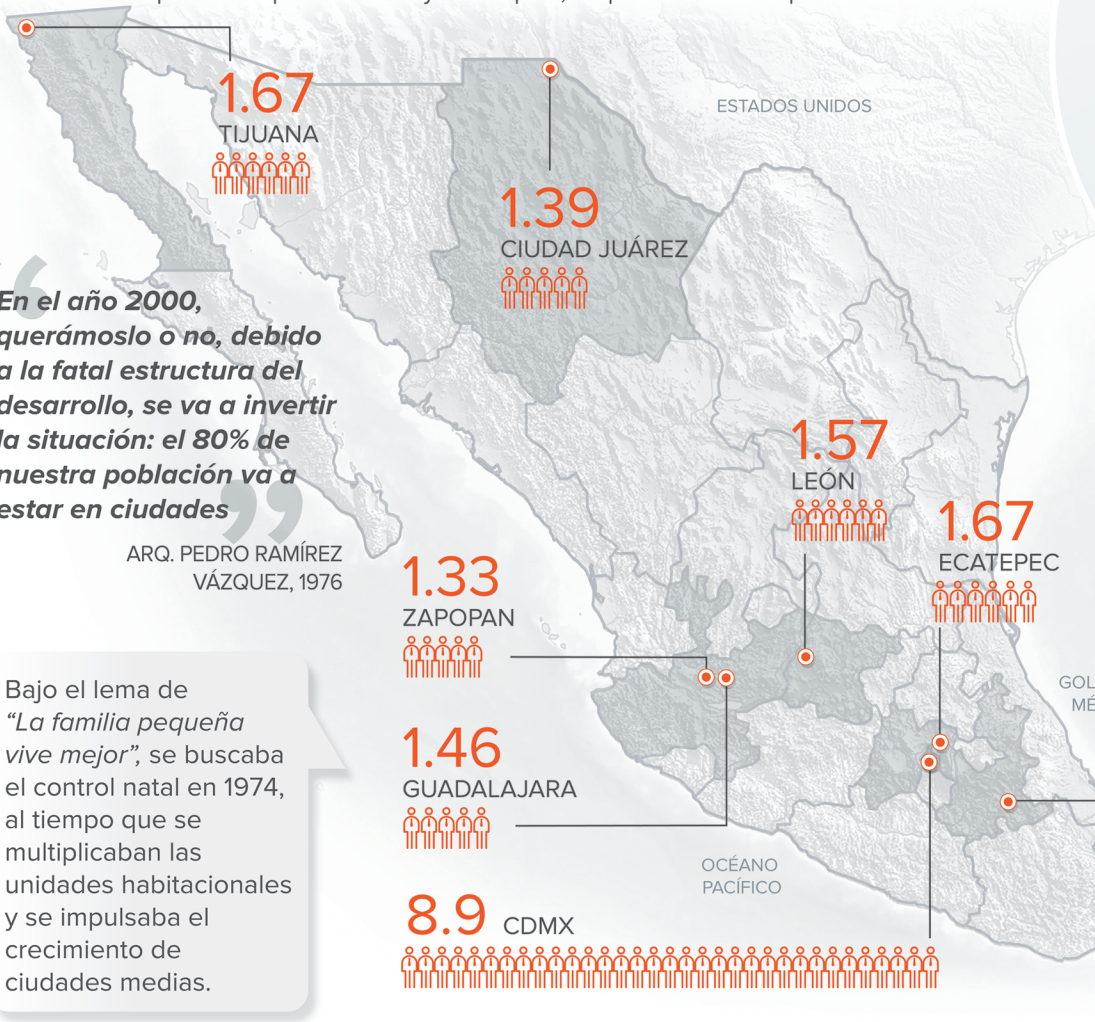 1.67
TIJUANA
ESTADOS UNIDOS
1.39
CIUDAD JUÁREZ
“
En el año 2000,
querámoslo o no, debido
a la fatal estructura del
desarrollo, se va a invertir
la situación: el 80% de
nuestra población va a
estar en ciudades
”
ARQ. PEDRO RAMÍREZ
VÁZQUEZ, 1976
1.57
LEÓN
1.67
ECATEPEC
1.33
ZAPOPAN
1.46
GUADALAJARA
GOL
MÉ
Bajo el lema de
“La familia pequeña
vive mejor”, se buscaba
el control natal en 1974,
al tiempo que se
multiplicaban las
unidades habitacionales
y se impulsaba el
crecimiento de
ciudades medias.
OCÉANO
PACÍFICO
8.9 CDMX